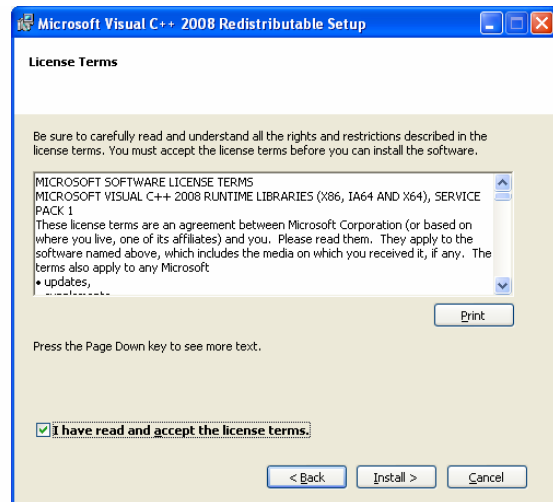 Microsoft Visual C++ 2008 Redistributable Setup
License Terms
Be sure to carefully read and understand all the rights and restrictions described in the
license terms. You must accept the license terms before you can install the software.
MICROSOFT SOFTWARE LICENSE TERMS
MICROSOFT VISUAL C++ 2008 RUNTIME LIBRARIES (X86, IA64 AND X64), SERVICE
PACK 1
These license terms are an agreement between Microsoft Corporation (or based on
where you live, one of its affiliates) and you. Please read them. They apply to the
software named above, which includes the media on which you received it, if any. The
terms also apply to any Microsoft
• updates,
Print
Press the Page Down key to see more text.
I have read and accept the license terms.
< Back Install > Cancel